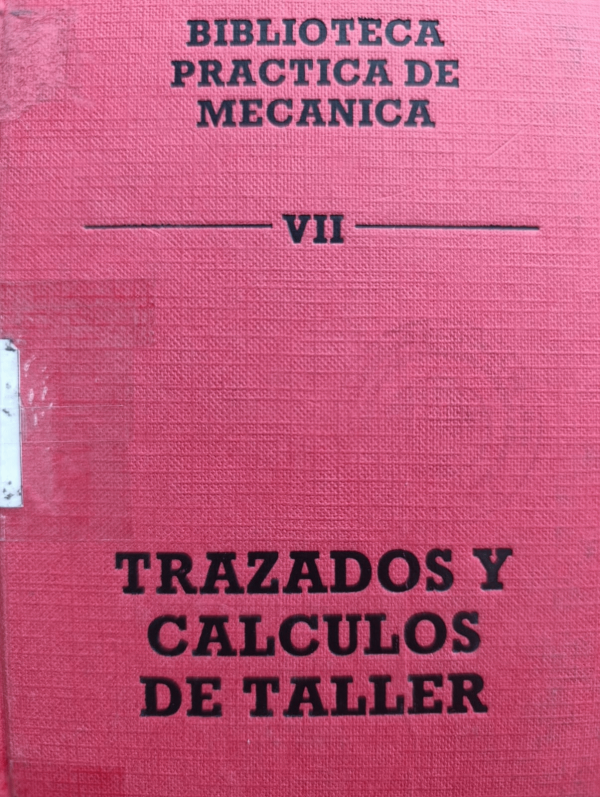 BIBLIOTECA
PRACTICA DE
MECANICA
VII
TRAZADOS Y
CALCULOS
DE TALLER